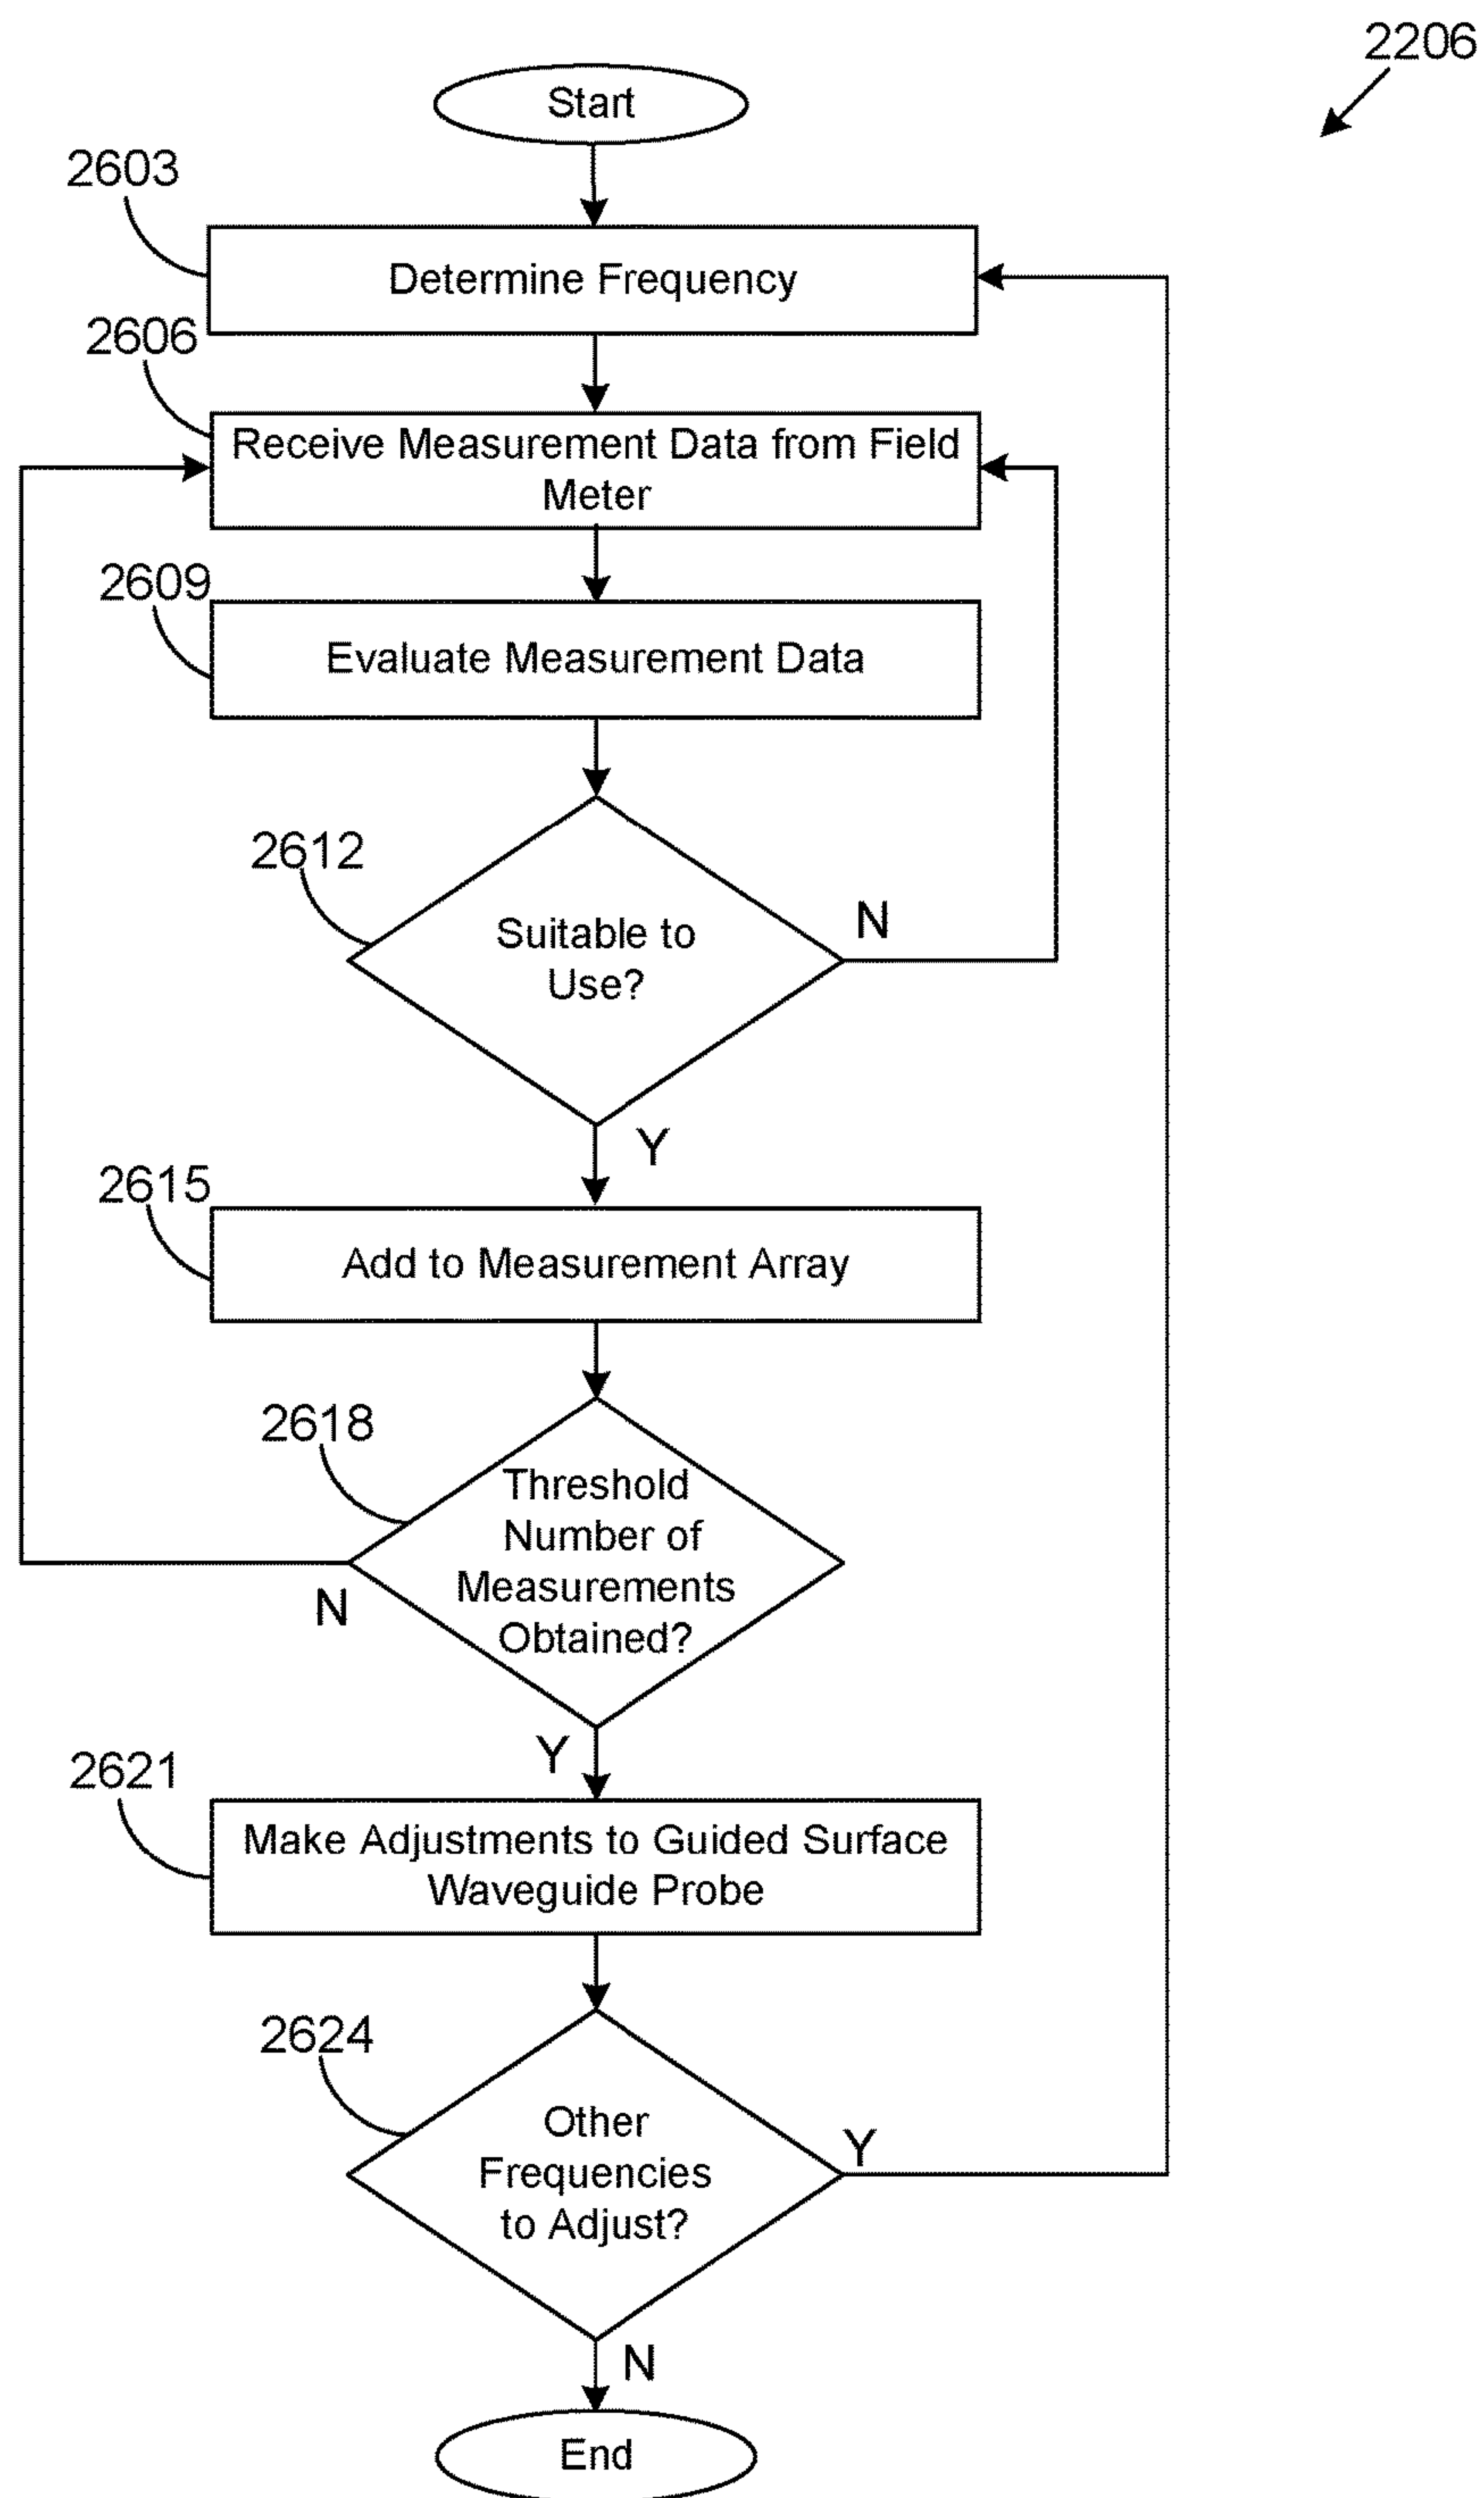 2206
Start
2603
Determine Frequency
2606
Receive Measurement Data from Field
Meter
2609
Evaluate Measurement Data
2612
Suitable to
Use?
N
Y
2615
Add to Measurement Array
2618
Threshold
Number of
Measurements
Obtained?
N
Y
2621
Make Adjustments to Guided Surface
Waveguide Probe
2624
Other
Frequencies
to Adjust?
Y
N
End